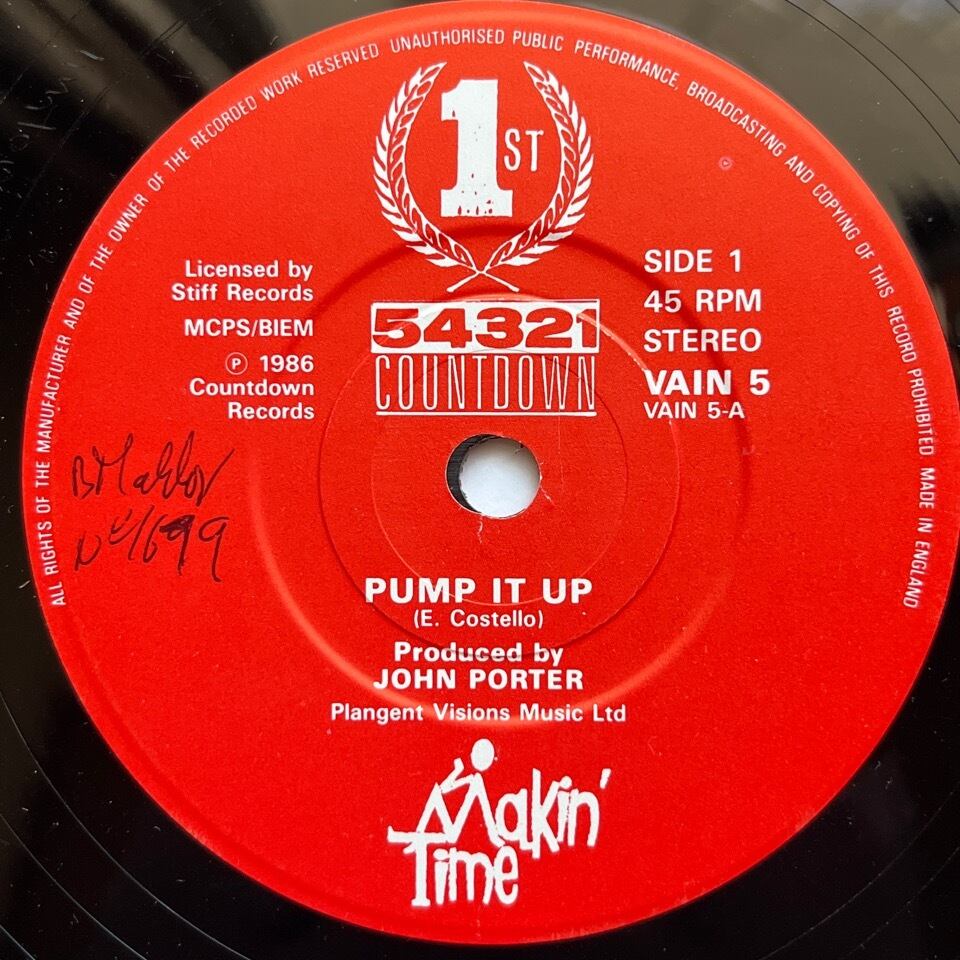 ALL RIGHTS OF THE MANUFACTURER AND OF THE OWNER OF THE RECORDED WORK RESERVED UNAUTHORISED PUBLIC PERFORMANCE, BROADCASTING AND COPYING OF THIS RECORD PROHIBITED MADE IN ENGLAND
1ST
Licensed by
Stiff Records
MCPS/BIEM
℗ 1986
Countdown
Records
54321
COUNTDOWN
SIDE 1
45 RPM
STEREO
VAIN 5
VAIN 5-A
PUMP IT UP
(E. Costello)
Produced by
JOHN PORTER
Plangent Visions Music Ltd
Makin'
Time